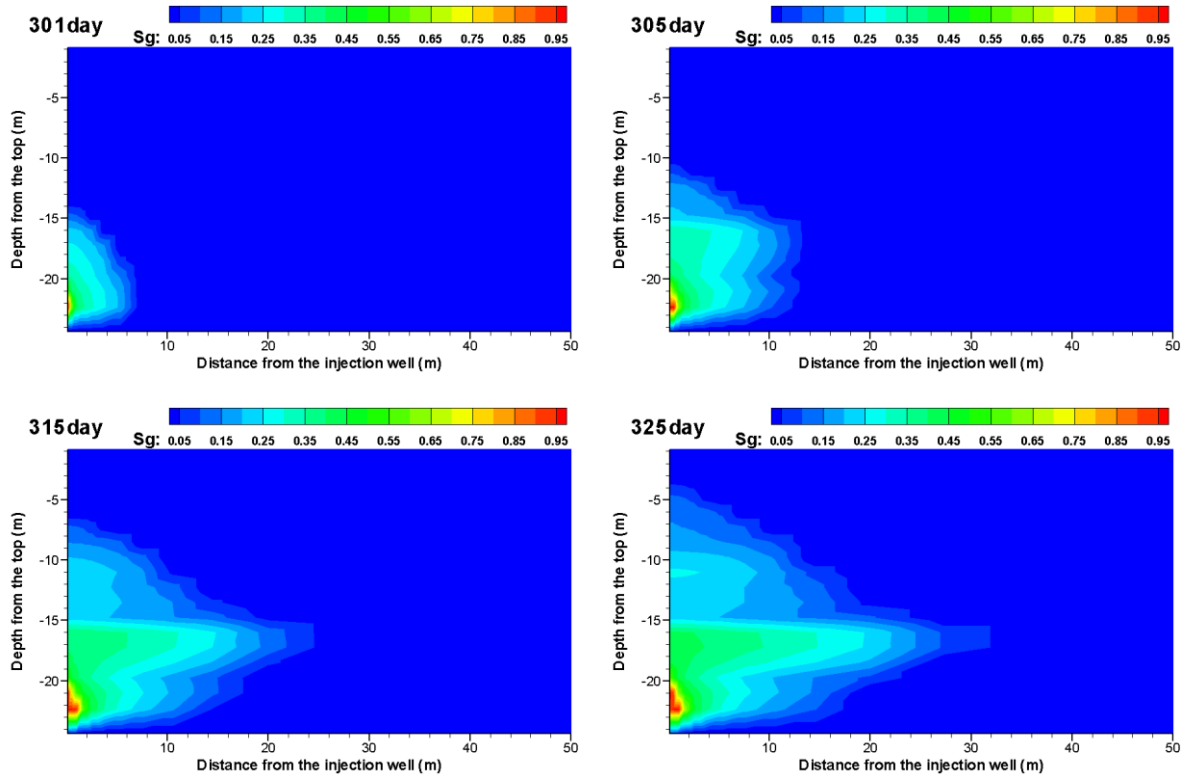 301day
Sg: 0.05 0.15 0.25 0.35 0.45 0.55 0.65 0.75 0.85 0.95
Depth from the top (m)
-5
-10
-15
-20
10 20 30 40 50
Distance from the injection well (m)
305day
Sg: 0.05 0.15 0.25 0.35 0.45 0.55 0.65 0.75 0.85 0.95
Depth from the top (m)
-5
-10
-15
-20
10 20 30 40 50
Distance from the injection well (m)
315day
Sg: 0.05 0.15 0.25 0.35 0.45 0.55 0.65 0.75 0.85 0.95
Depth from the top (m)
-5
-10
-15
-20
10 20 30 40 50
Distance from the injection well (m)
325day
Sg: 0.05 0.15 0.25 0.35 0.45 0.55 0.65 0.75 0.85 0.95
Depth from the top (m)
-5
-10
-15
-20
10 20 30 40 50
Distance from the injection well (m)